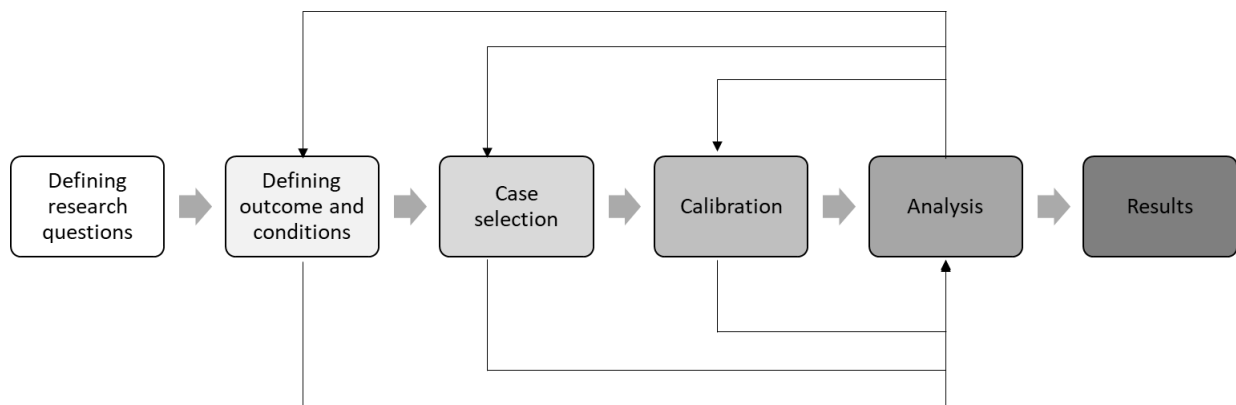 Defining
research
questions
Defining
outcome and
conditions
Case
selection
Calibration
Analysis
Results